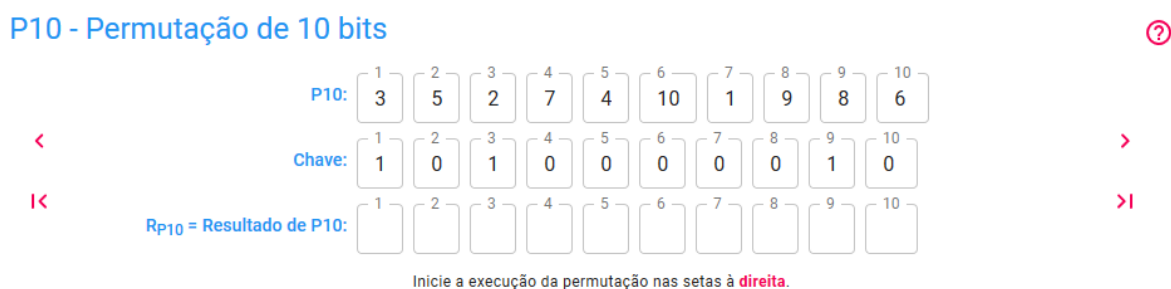 P10 - Permutação de 10 bits
1 2 3 4 5 6 7 8 9 10
P10: 3 5 2 7 4 10 1 9 8 6
1 2 3 4 5 6 7 8 9 10
Chave: 1 0 1 0 0 0 0 0 1 0
1 2 3 4 5 6 7 8 9 10
RP10 = Resultado de P10:
Inicie a execução da permutação nas setas à direita.